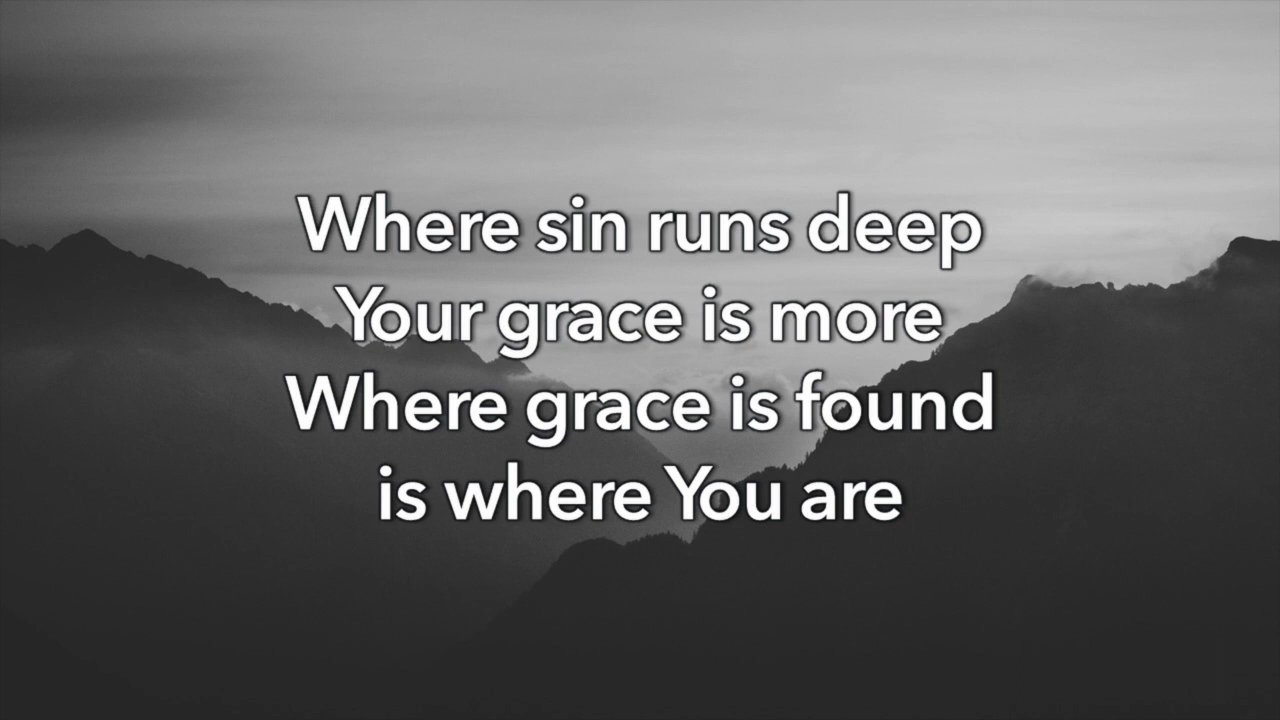 Where sin runs deep
Your grace is more
Where grace is found
is where You are